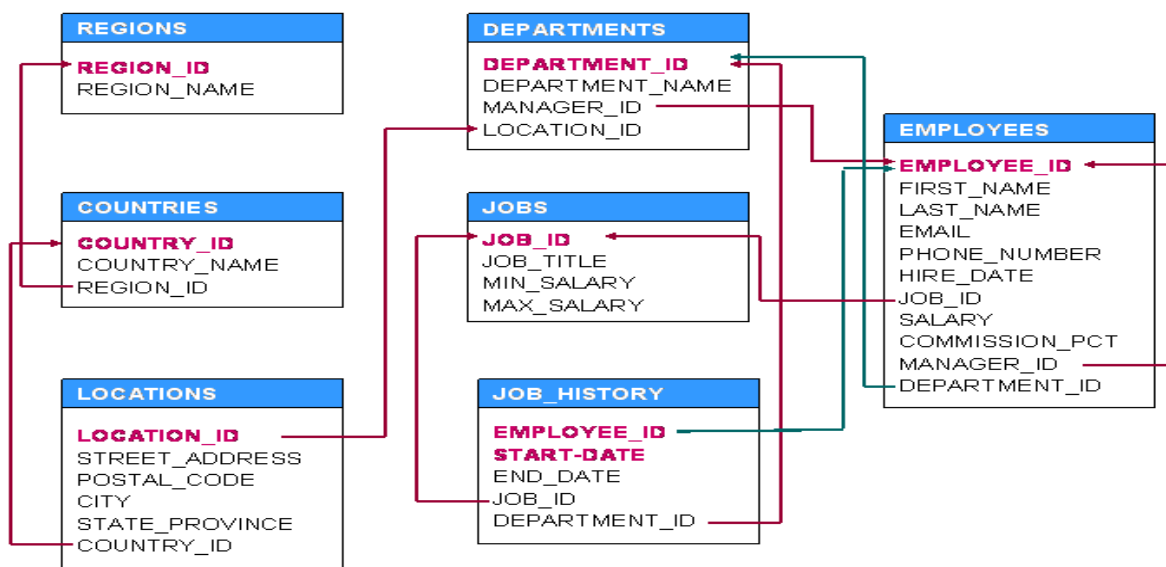 REGIONS
REGION_ID
REGION_NAME
DEPARTMENTS
DEPARTMENT_ID
DEPARTMENT_NAME
MANAGER_ID
LOCATION_ID
EMPLOYEES
EMPLOYEE_ID
FIRST_NAME
LAST_NAME
EMAIL
PHONE_NUMBER
HIRE_DATE
JOB_ID
SALARY
COMMISSION_PCT
MANAGER_ID
DEPARTMENT_ID
COUNTRIES
COUNTRY_ID
COUNTRY_NAME
REGION_ID
JOBS
JOB_ID
JOB_TITLE
MIN_SALARY
MAX_SALARY
LOCATIONS
LOCATION_ID
STREET_ADDRESS
POSTAL_CODE
CITY
STATE_PROVINCE
COUNTRY_ID
JOB_HISTORY
EMPLOYEE_ID
START-DATE
END_DATE
JOB_ID
DEPARTMENT_ID